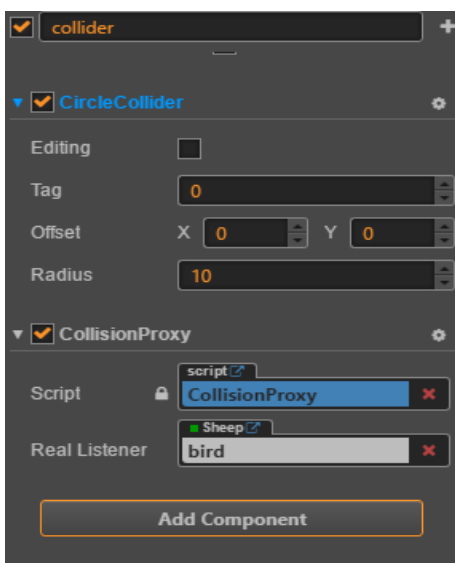 collider
CircleCollider
Editing
Tag 0
Offset X 0 Y 0
Radius 10
CollisionProxy
script
Script CollisionProxy
Sheep
Real Listener bird
Add Component